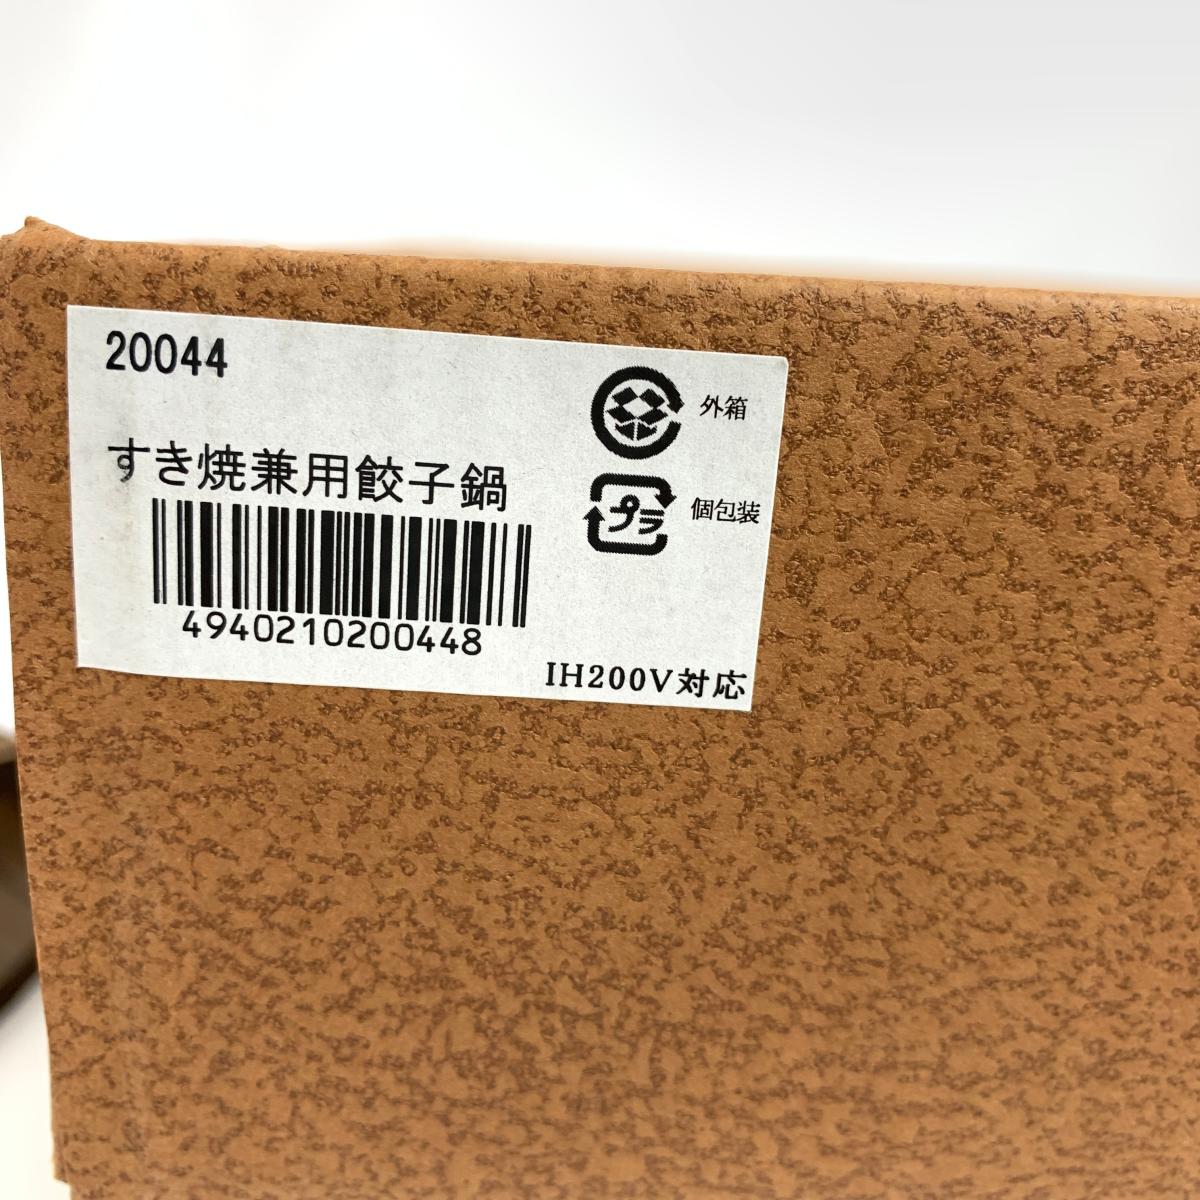 20044
外箱
すき焼兼用餃子鍋
プラ 個包装
4940210200448
IH200V対応